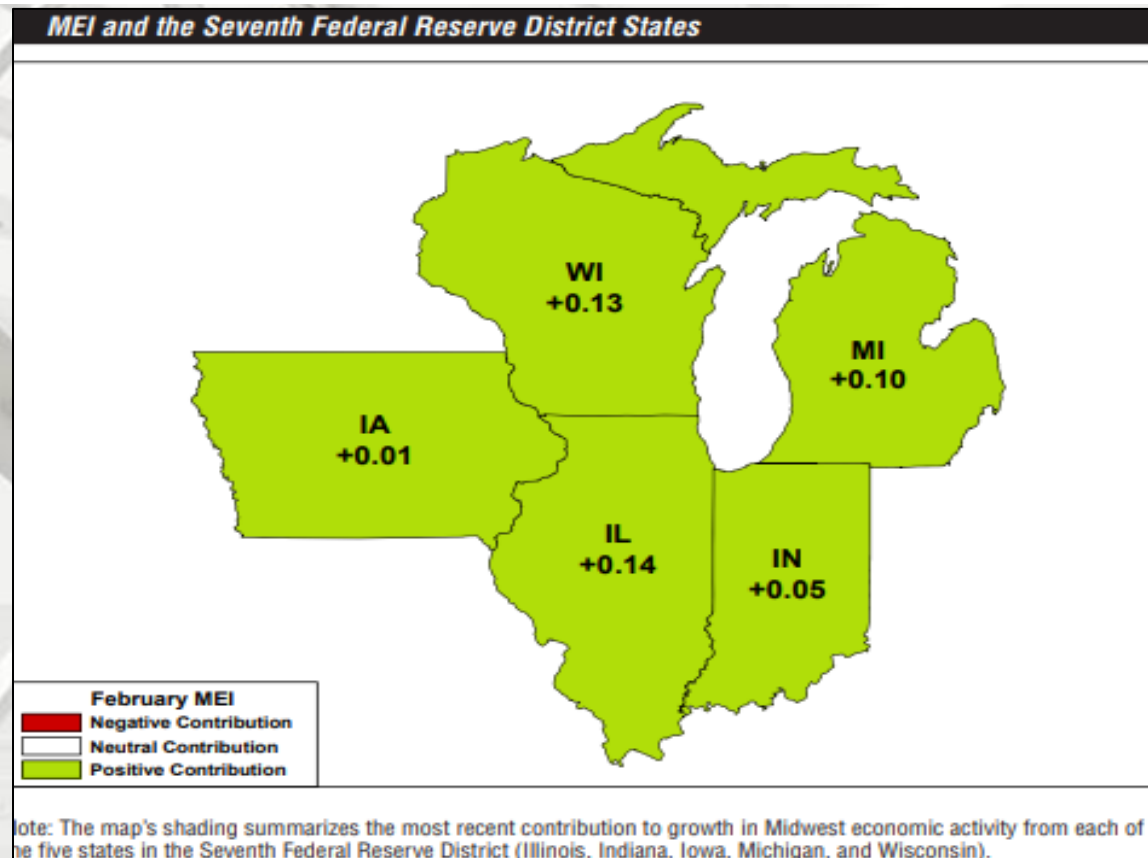 MEI and the Seventh Federal Reserve District States
WI
+0.13
MI
+0.10
IA
+0.01
IL
+0.14
IN
+0.05
February MEI
Negative Contribution
Neutral Contribution
Positive Contribution
ote: The map's shading summarizes the most recent contribution to growth in Midwest economic activity from each of
he five states in the Seventh Federal Reserve District (Illinois, Indiana, Iowa, Michigan, and Wisconsin).